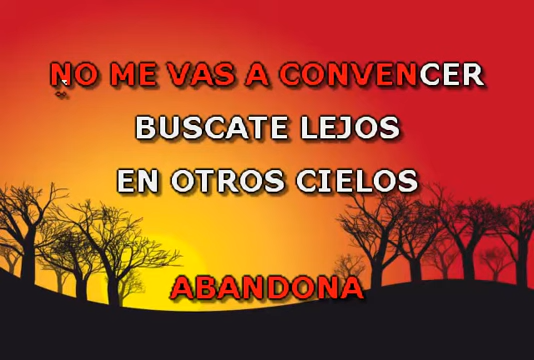 NO ME VAS A CONVENCER
BUSCATE LEJOS
EN OTROS CIELOS
ABANDONA